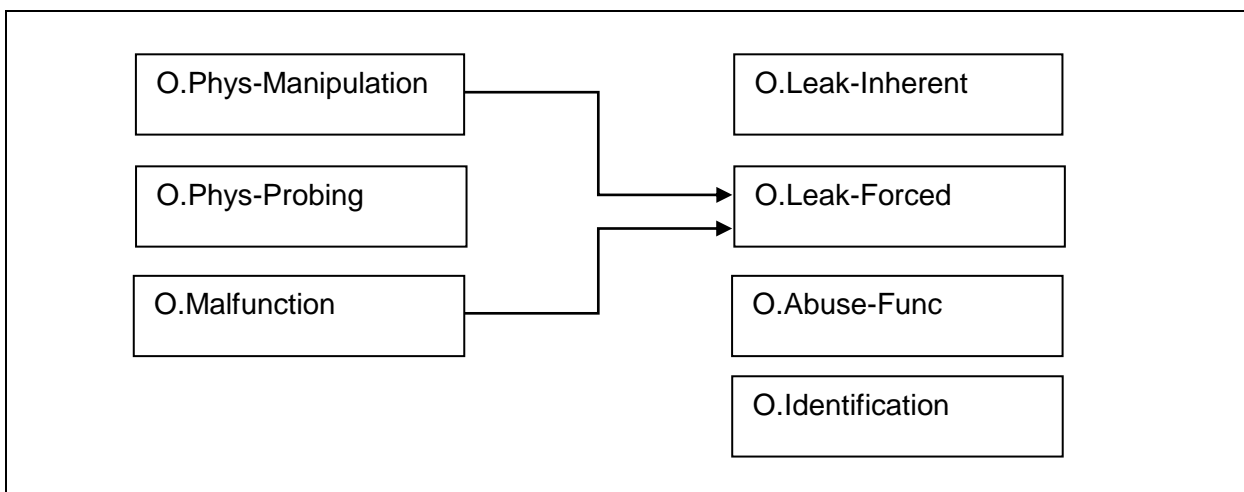 O.Phys-Manipulation
O.Leak-Inherent
O.Phys-Probing
O.Leak-Forced
O.Malfunction
O.Abuse-Func
O.Identification